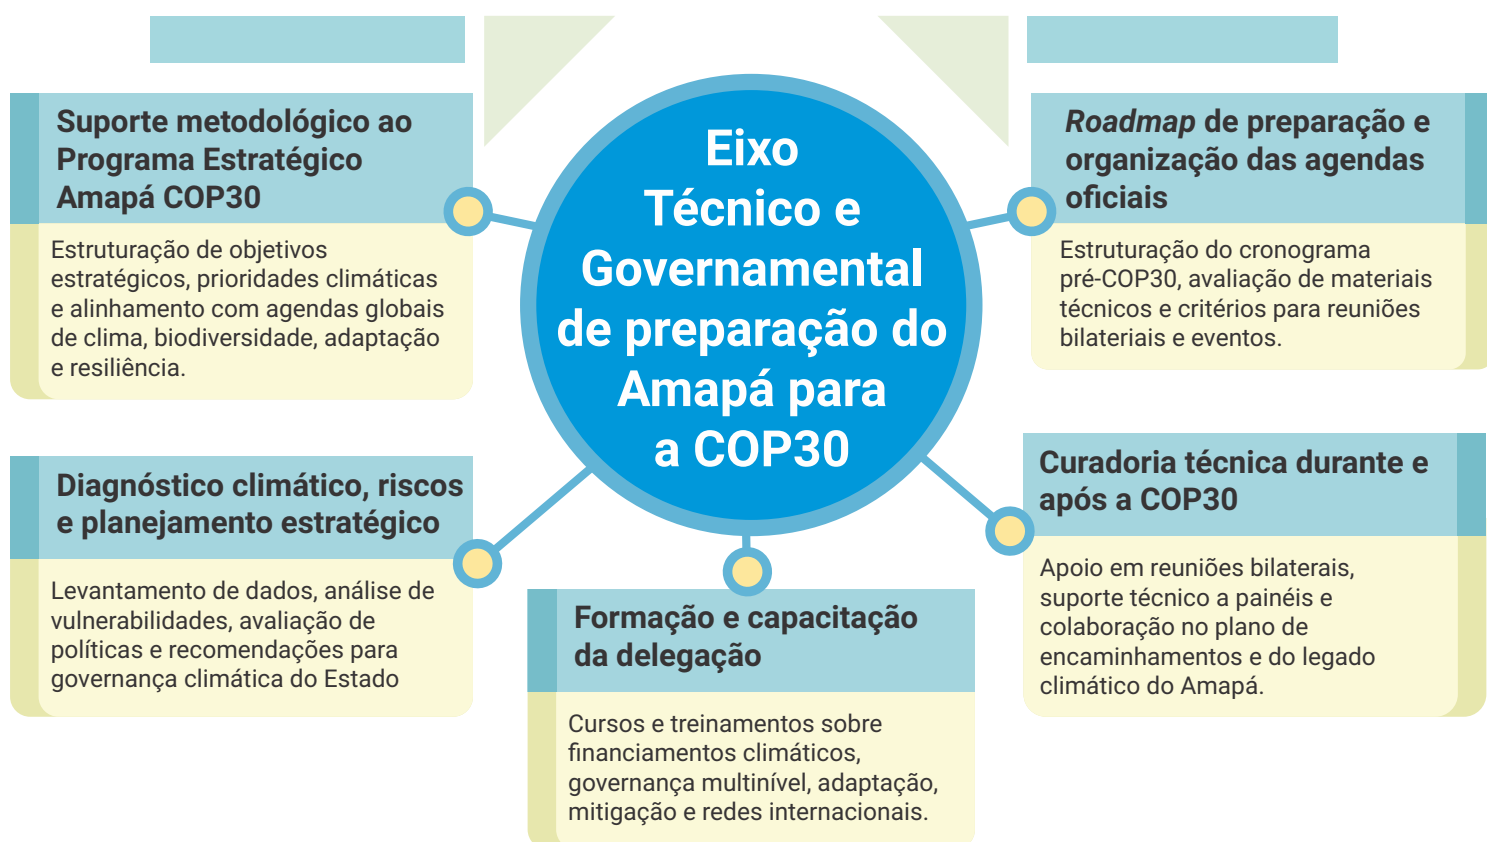 Eixo
Técnico e
Governamental
de preparação do
Amapá para
a COP30
Suporte metodológico ao
Programa Estratégico
Amapá COP30
Estruturação de objetivos
estratégicos, prioridades climáticas
e alinhamento com agendas globais
de clima, biodiversidade, adaptação
e resiliência.
Diagnóstico climático, riscos
e planejamento estratégico
Levantamento de dados, análise de
vulnerabilidades, avaliação de
políticas e recomendações para
governança climática do Estado
Formação e capacitação
da delegação
Cursos e treinamentos sobre
financiamentos climáticos,
governança multinível, adaptação,
mitigação e redes internacionais.
Roadmap de preparação e
organização das agendas
oficiais
Estruturação do cronograma
pré-COP30, avaliação de materiais
técnicos e critérios para reuniões
bilateriais e eventos.
Curadoria técnica durante e
após a COP30
Apoio em reuniões bilaterais,
suporte técnico a painéis e
colaboração no plano de
encaminhamentos e do legado
climático do Amapá.